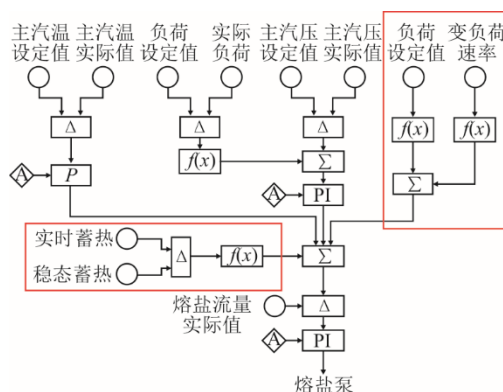 主汽温 主汽温 负荷 实际 主汽压 主汽压 负荷 变负荷
设定值 实际值 设定值 负荷 设定值 实际值 设定值 速率
Δ Δ Δ f(x) f(x)
f(x) Σ
A P Σ
A PI
实时蓄热
Δ f(x) Σ
稳态蓄热
熔盐流量 Δ
实际值
A PI
熔盐泵